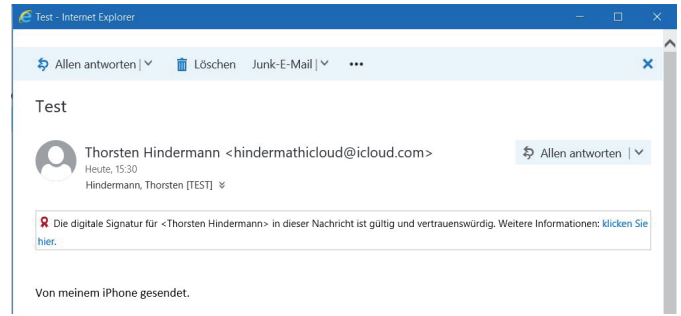 Test - Internet Explorer
Allen antworten | Löschen Junk-E-Mail | •••
Test
Thorsten Hindermann <hindermathicloud@icloud.com>
Allen antworten |
Heute, 15:30
Hindermann, Thorsten [TEST]
Die digitale Signatur für <Thorsten Hindermann> in dieser Nachricht ist gültig und vertrauenswürdig. Weitere Informationen: klicken Sie
hier.
Von meinem iPhone gesendet.